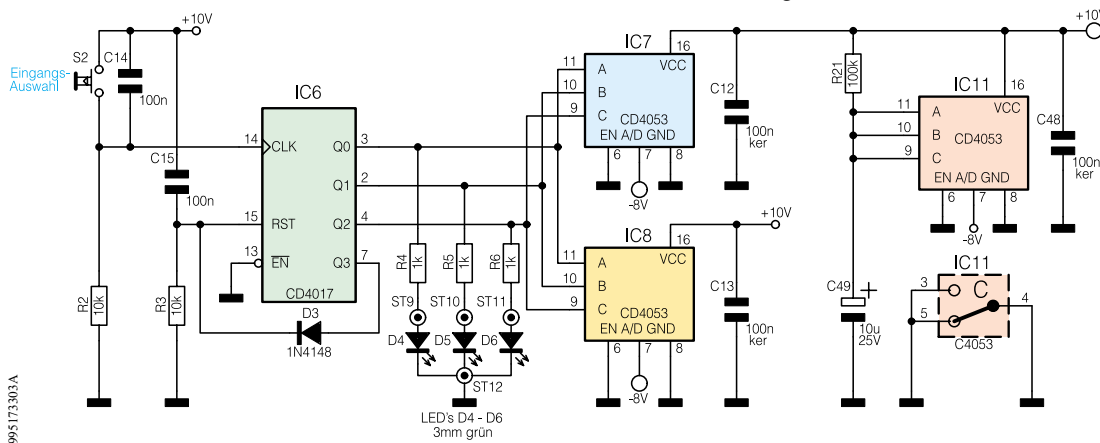 +10V
S2
C14
Eingangs-
Auswahl
100n
C15
100n
R2
10k
R3
10k
IC6
14
CLK
Q0
3
Q1
2
15
RST
Q2
4
13
EN
Q3
7
CD4017
D3
1N4148
R4
1k
R5
1k
R6
1k
ST9
ST10
ST11
D4
D5
D6
ST12
LED's D4 - D6
3mm grün
IC7
16
VCC
11
A
10
B
9
C
CD4053
EN A/D GND
6
7
8
-8V
C12
100n
ker
IC8
16
VCC
+10V
11
A
10
B
9
C
CD4053
EN A/D GND
6
7
8
-8V
C13
100n
ker
+10V
R21
100k
IC11
16
VCC
11
A
10
B
9
C
CD4053
EN A/D GND
6
7
8
-8V
C48
100n
ker
C49
+
10u
25V
IC11
3
C
4
5
C4053
995173303A